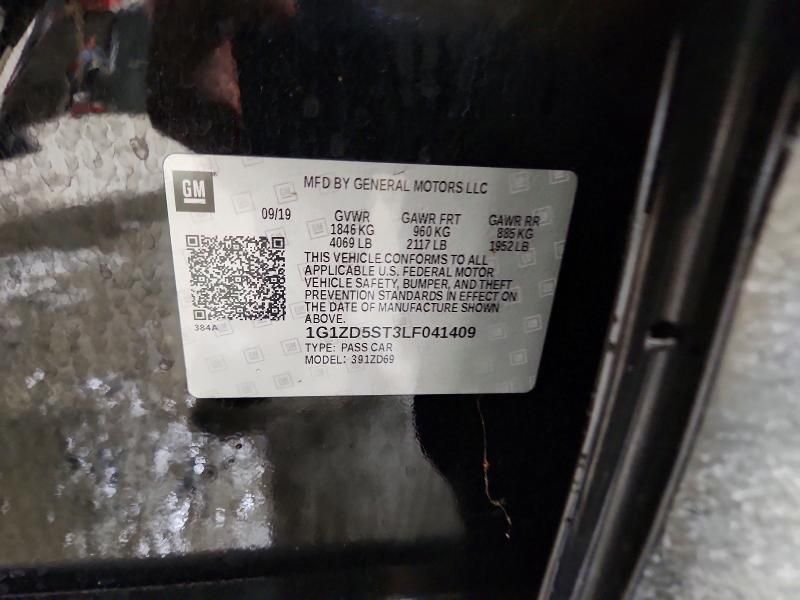 GM
MFD BY GENERAL MOTORS LLC
09/19 GVWR GAWR FRT GAWR RR
1846 KG 960 KG 885 KG
4069 LB 2117 LB 1952 LB
THIS VEHICLE CONFORMS TO ALL
APPLICABLE U.S. FEDERAL MOTOR
VEHICLE SAFETY, BUMPER, AND THEFT
PREVENTION STANDARDS IN EFFECT ON
THE DATE OF MANUFACTURE SHOWN
ABOVE.
384A
1G1ZD5ST3LF041409
TYPE: PASS CAR
MODEL: 391ZD69